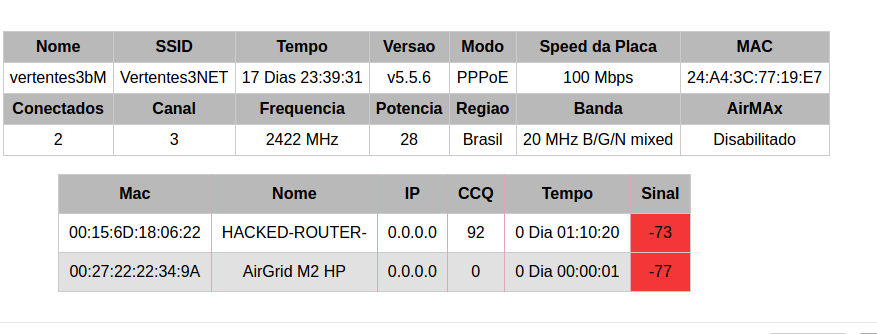 Nome SSID Tempo Versao Modo Speed da Placa MAC
vertentes3bM Vertentes3NET 17 Dias 23:39:31 v5.5.6 PPPoE 100 Mbps 24:A4:3C:77:19:E7
Conectados Canal Frequencia Potencia Regiao Banda AirMAx
2 3 2422 MHz 28 Brasil 20 MHz B/G/N mixed Disabilitado
Mac Nome IP CCQ Tempo Sinal
00:15:6D:18:06:22 HACKED-ROUTER- 0.0.0.0 92 0 Dia 01:10:20 -73
00:27:22:22:34:9A AirGrid M2 HP 0.0.0.0 0 0 Dia 00:00:01 -77